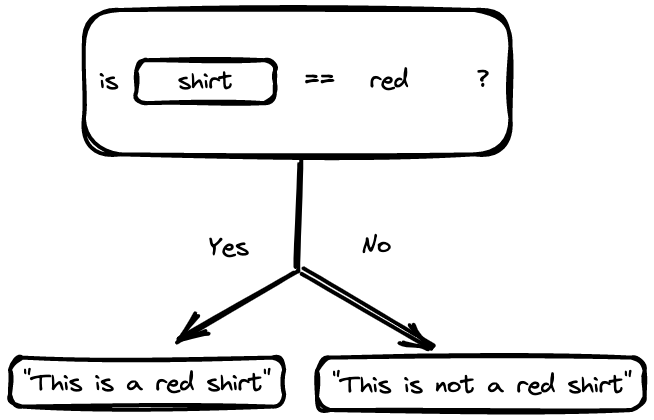 is shirt == red ?
Yes
No
"This is a red shirt"
"This is not a red shirt"